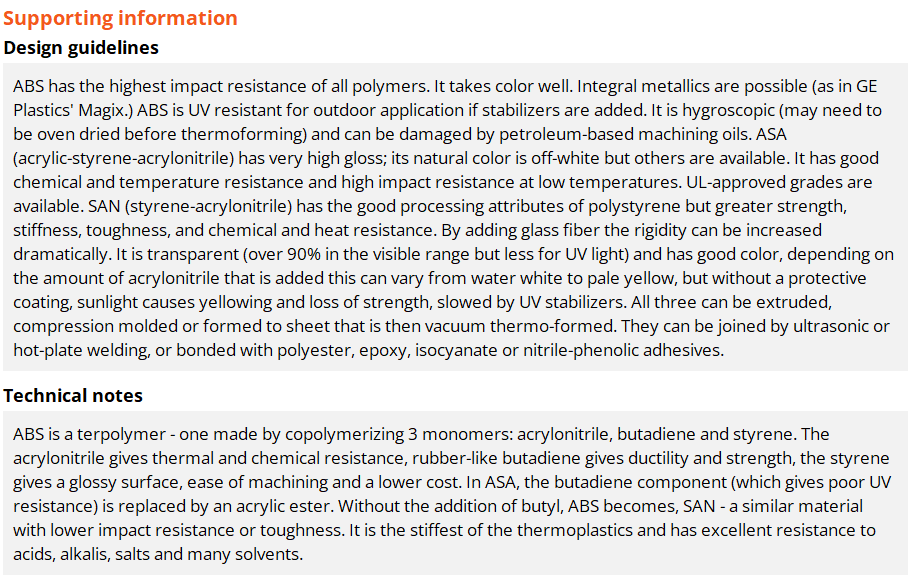 Supporting information
Design guidelines
ABS has the highest impact resistance of all polymers. It takes color well. Integral metallics are possible (as in GE
Plastics' Magix.) ABS is UV resistant for outdoor application if stabilizers are added. It is hygroscopic (may need to
be oven dried before thermoforming) and can be damaged by petroleum-based machining oils. ASA
(acrylic-styrene-acrylonitrile) has very high gloss; its natural color is off-white but others are available. It has good
chemical and temperature resistance and high impact resistance at low temperatures. UL-approved grades are
available. SAN (styrene-acrylonitrile) has the good processing attributes of polystyrene but greater strength,
stiffness, toughness, and chemical and heat resistance. By adding glass fiber the rigidity can be increased
dramatically. It is transparent (over 90% in the visible range but less for UV light) and has good color, depending on
the amount of acrylonitrile that is added this can vary from water white to pale yellow, but without a protective
coating, sunlight causes yellowing and loss of strength, slowed by UV stabilizers. All three can be extruded,
compression molded or formed to sheet that is then vacuum thermo-formed. They can be joined by ultrasonic or
hot-plate welding, or bonded with polyester, epoxy, isocyanate or nitrile-phenolic adhesives.
Technical notes
ABS is a terpolymer - one made by copolymerizing 3 monomers: acrylonitrile, butadiene and styrene. The
acrylonitrile gives thermal and chemical resistance, rubber-like butadiene gives ductility and strength, the styrene
gives a glossy surface, ease of machining and a lower cost. In ASA, the butadiene component (which gives poor UV
resistance) is replaced by an acrylic ester. Without the addition of butyl, ABS becomes, SAN - a similar material
with lower impact resistance or toughness. It is the stiffest of the thermoplastics and has excellent resistance to
acids, alkalis, salts and many solvents.